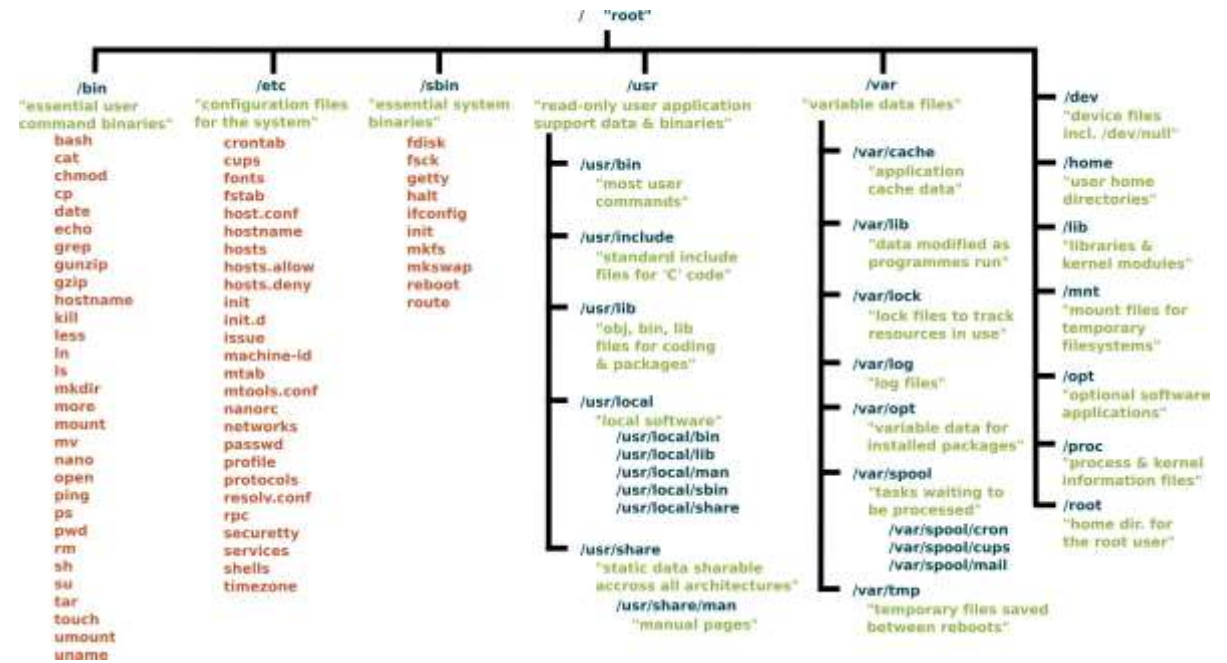 / "root"
/bin
"essential user
command binaries"
bash
cat
chmod
cp
date
echo
grep
gunzip
gzip
hostname
kill
less
ln
ls
mkdir
more
mount
mv
nano
open
ping
ps
pwd
rm
sh
su
tar
touch
umount
uname
/etc
"configuration files
for the system"
crontab
cups
fonts
fstab
host.conf
hostname
hosts
hosts.allow
hosts.deny
init
init.d
issue
machine-id
mtab
mtools.conf
nanorc
networks
passwd
profile
protocols
resolv.conf
rpc
securetty
services
shells
timezone
/sbin
"essential system
binaries"
fdisk
fsck
getty
halt
ifconfig
init
mkfs
mkswap
reboot
route
/usr
"read-only user application
support data & binaries"
/usr/bin
"most user
commands"
/usr/include
"standard include
files for 'C' code"
/usr/lib
"obj, bin, lib
files for coding
& packages"
/usr/local
"local software"
/usr/local/bin
/usr/local/lib
/usr/local/man
/usr/local/sbin
/usr/local/share
/usr/share
"static data sharable
accross all architectures"
/usr/share/man
"manual pages"
/var
"variable data files"
/var/cache
"application
cache data"
/var/lib
"data modified as
programmes run"
/var/lock
"lock files to track
resources in use"
/var/log
"log files"
/var/opt
"variable data for
installed packages"
/var/spool
"tasks waiting to
be processed"
/var/spool/cron
/var/spool/cups
/var/spool/mail
/var/tmp
"temporary files saved
between reboots"
/dev
"device files
incl. /dev/null"
/home
"user home
directories"
/lib
"libraries &
kernel modules"
/mnt
"mount files for
temporary
filesystems"
/opt
"optional software
applications"
/proc
"process & kernel
information files"
/root
"home dir. for
the root user"